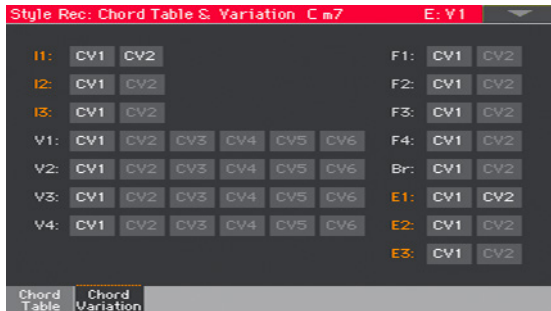 Style Rec: Chord Table & Variation C m7 E: V1
I1: CV1 CV2 F1: CV1 CV2
I2: CV1 CV2 F2: CV1 CV2
I3: CV1 CV2 F3: CV1 CV2
V1: CV1 CV2 CV3 CV4 CV5 CV6 F4: CV1 CV2
V2: CV1 CV2 CV3 CV4 CV5 CV6 Br: CV1 CV2
V3: CV1 CV2 CV3 CV4 CV5 CV6 E1: CV1 CV2
V4: CV1 CV2 CV3 CV4 CV5 CV6 E2: CV1 CV2
E3: CV1 CV2
Chord Table Chord Variation